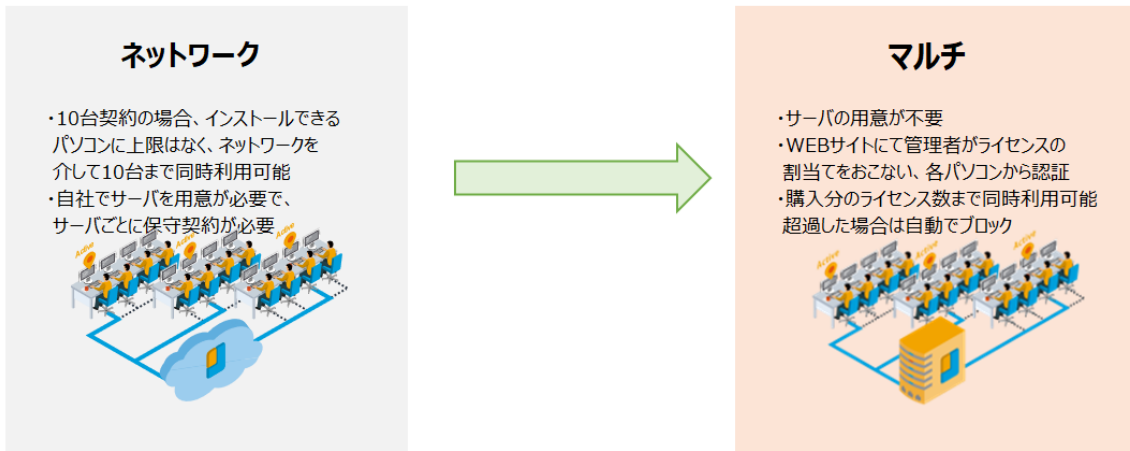 ネットワーク
・10台契約の場合、インストールできる
パソコンに上限はなく、ネットワークを
介して10台まで同時利用可能
・自社でサーバを用意が必要で、
サーバごとに保守契約が必要
Active
Active
Active
マルチ
・サーバの用意が不要
・WEBサイトにて管理者がライセンスの
割当てをおこない、各パソコンから認証
・購入分のライセンス数まで同時利用可能
超過した場合は自動でブロック
Active
Active
Active